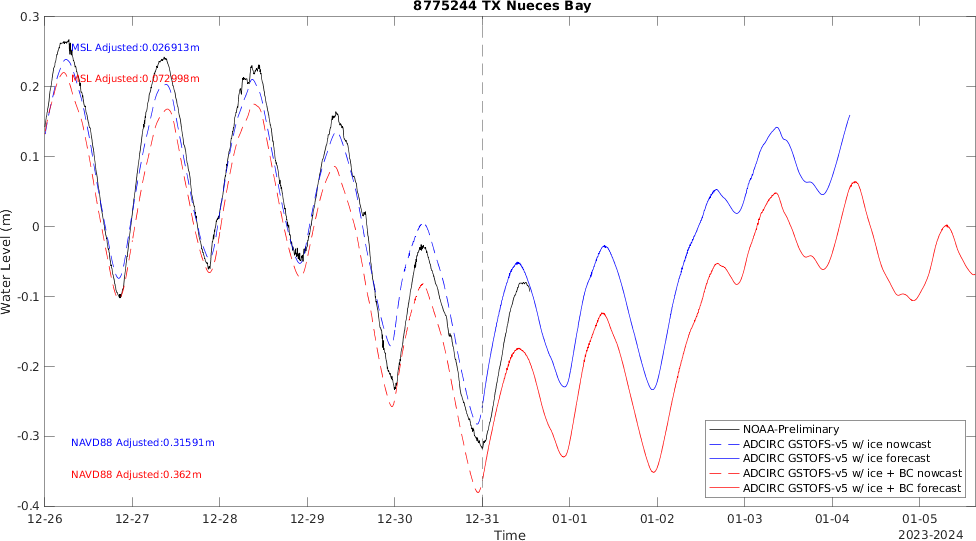 8775244 TX Nueces Bay
0.3
0.2
0.1
0
-0.1
-0.2
-0.3
-0.4
Water Level (m)
MSL Adjusted:0.026913m
MSL Adjusted:0.072998m
NAVD88 Adjusted:0.31591m
NAVD88 Adjusted:0.362m
NOAA-Preliminary
ADCIRC GSTOFS-v5 w/ ice nowcast
ADCIRC GSTOFS-v5 w/ ice forecast
ADCIRC GSTOFS-v5 w/ ice + BC nowcast
ADCIRC GSTOFS-v5 w/ ice + BC forecast
12-26 12-27 12-28 12-29 12-30 12-31 01-01 01-02 01-03 01-04 01-05
Time
2023-2024